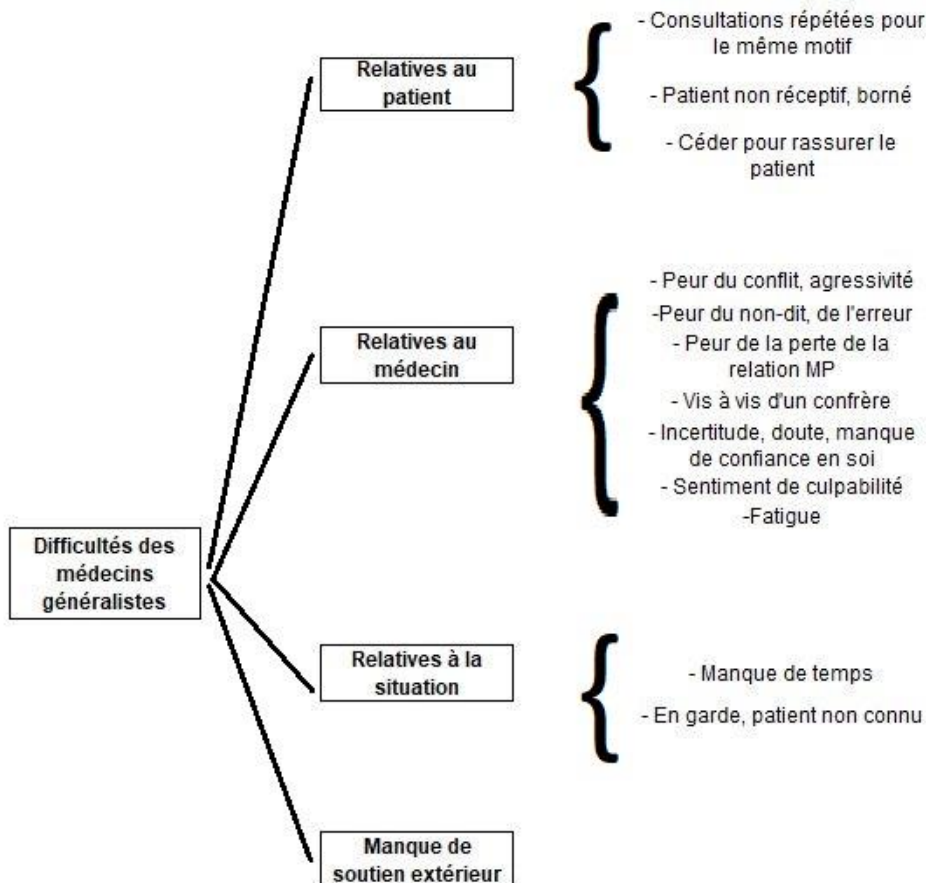 Difficultés des
médecins
généralistes
Relatives au
patient
- Consultations répétées pour
le même motif
- Patient non réceptif, borné
- Céder pour rassurer le
patient
Relatives au
médecin
- Peur du conflit, agressivité
-Peur du non-dit, de l'erreur
- Peur de la perte de la
relation MP
- Vis à vis d'un confrère
- Incertitude, doute, manque
de confiance en soi
- Sentiment de culpabilité
-Fatigue
Relatives à la
situation
- Manque de temps
- En garde, patient non connu
Manque de
soutien extérieur